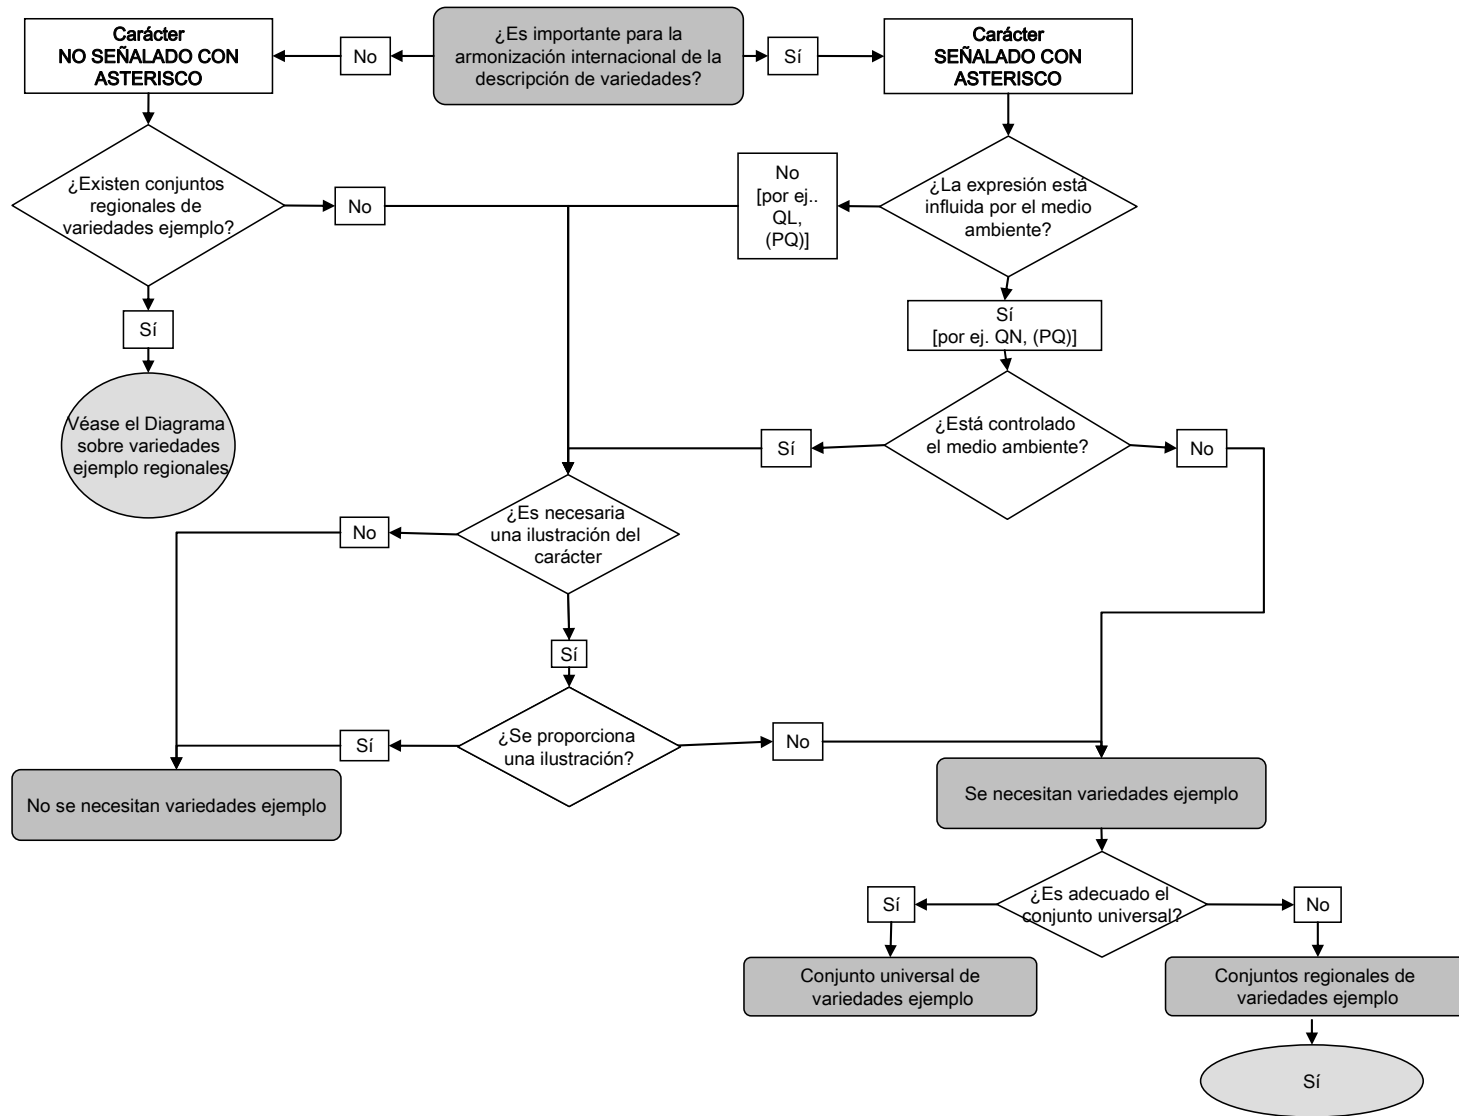 Carácter
NO SEÑALADO CON
ASTERISCO
No
¿Es importante para la
armonización internacional de la
descripción de variedades?
Sí
Carácter
SEÑALADO CON
ASTERISCO
¿Existen conjuntos
regionales de
variedades ejemplo?
No
No
[por ej..
QL,
(PQ)]
¿La expresión está
influida por el medio
ambiente?
Sí
Sí
[por ej. QN, (PQ)]
Véase el Diagrama
sobre variedades
ejemplo regionales
Sí
¿Está controlado
el medio ambiente?
No
No
¿Es necesaria
una ilustración del
carácter
Sí
Sí
¿Se proporciona
una ilustración?
No
No se necesitan variedades ejemplo
Se necesitan variedades ejemplo
Sí
¿Es adecuado el
conjunto universal?
No
Conjunto universal de
variedades ejemplo
Conjuntos regionales de
variedades ejemplo
Sí